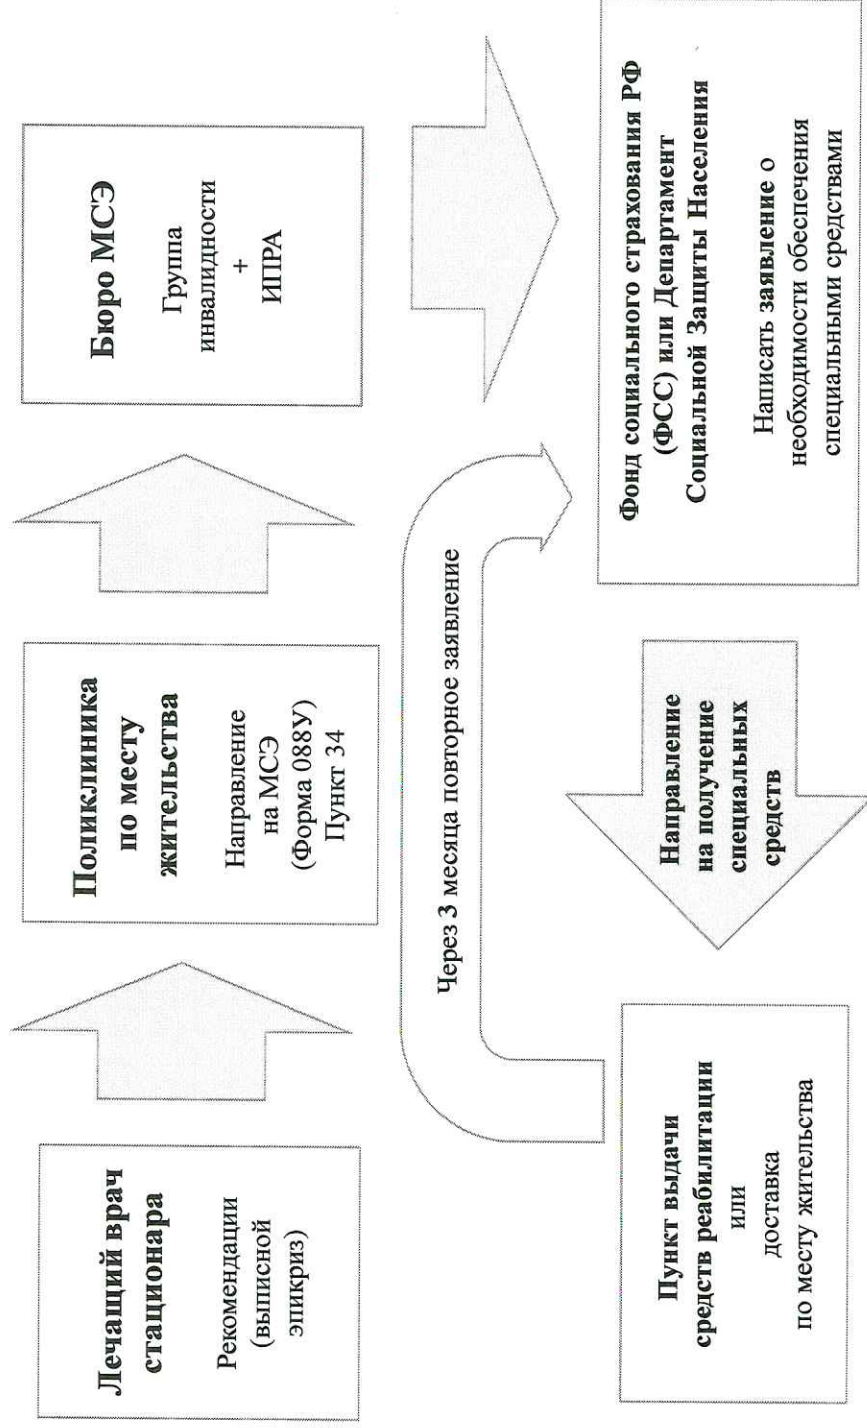 Лечащий врач
стационара
Рекомендации
(выписной
эпикриз)
Поликлиника
по месту
жительства
Направление
на МСЭ
(Форма 088У)
Пункт 34
Бюро МСЭ
Группа
инвалидности
+
ИПРА
Через 3 месяца повторное заявление
Фонд социального страхования РФ
(ФСС) или Департамент
Социальной Защиты Населения
Написать заявление о
необходимости обеспечения
специальными средствами
Направление
на получение
специальных
средств
Пункт выдачи
средств реабилитации
или
доставка
по месту жительства